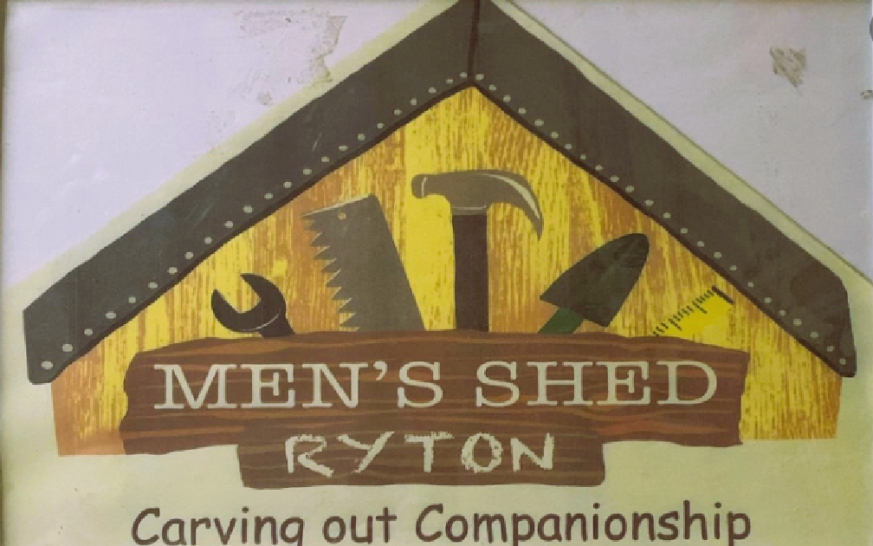 MEN'S SHED
RYTON
Carving out Companionship